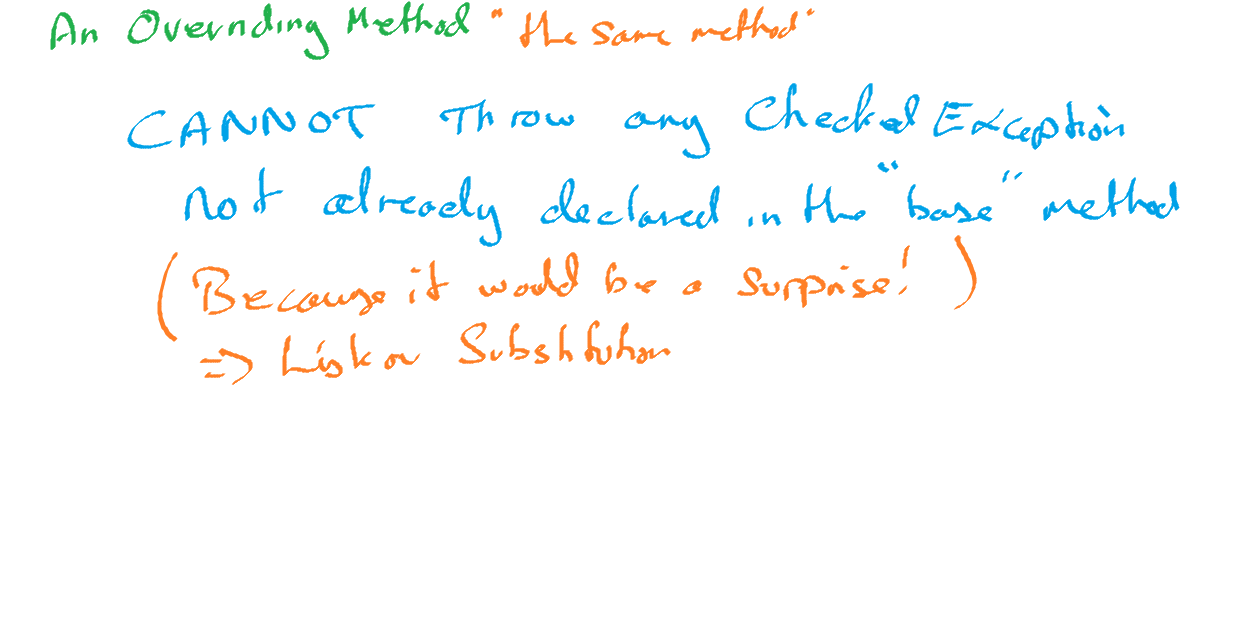 An Overriding Method "the same method"
CANNOT Throw any Checked Exception
not already declared in the "base" method
(Because it would be a surprise!)
=> Liskov Substitution